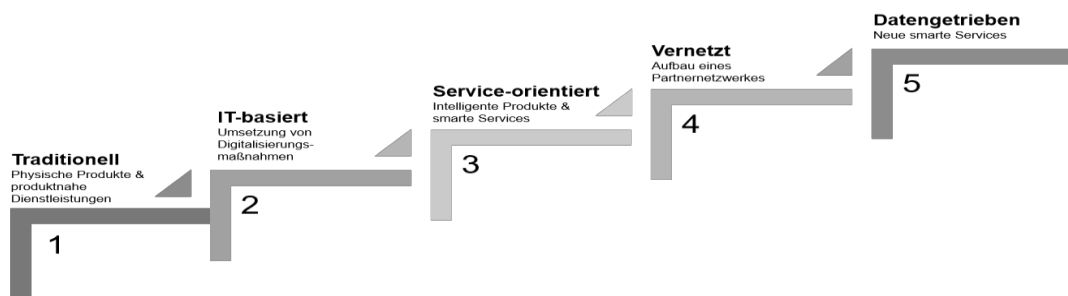 Traditionell
Physische Produkte &
produktnahe
Dienstleistungen
1
IT-basiert
Umsetzung von
Digitalisierungs-
maßnahmen
2
Service-orientiert
Intelligente Produkte &
smarte Services
3
Vernetzt
Aufbau eines
Partnernetzwerkes
4
Datengetrieben
Neue smarte Services
5